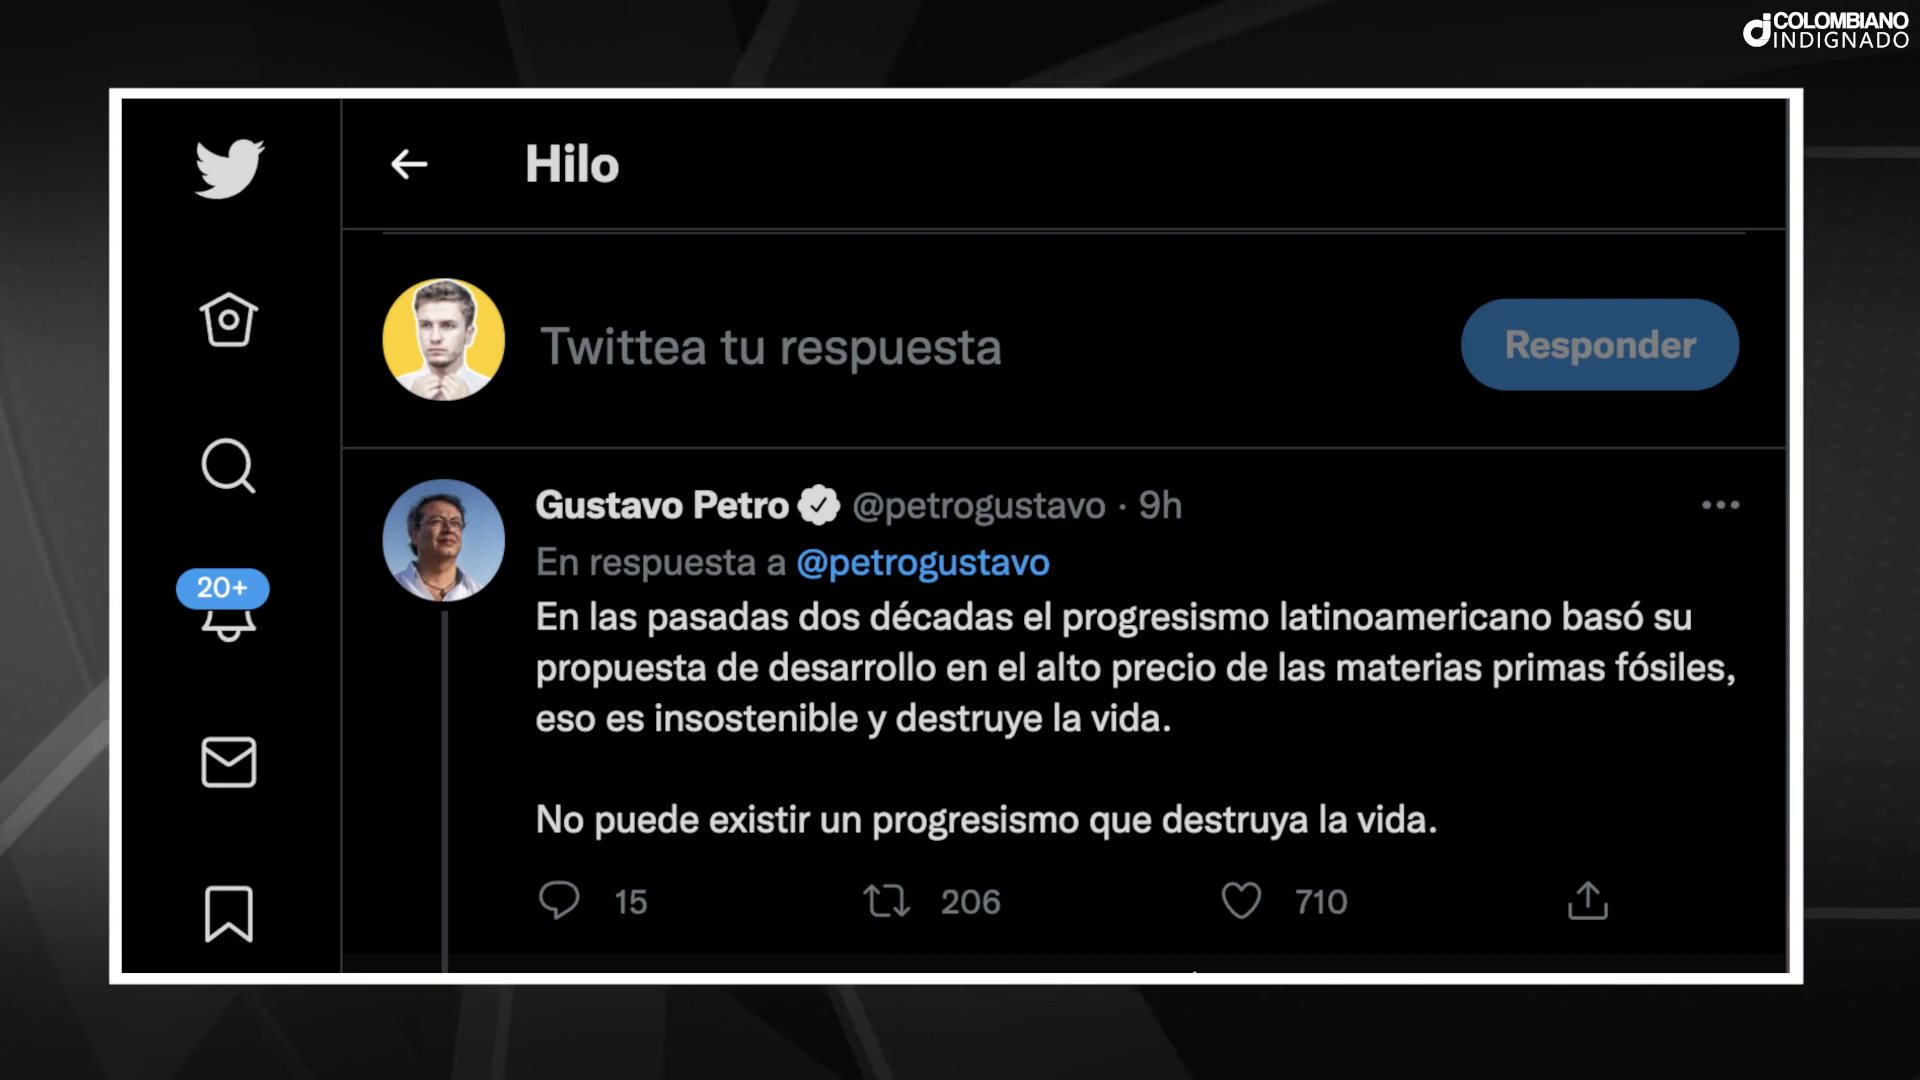 COLOMBIANO
INDIGNADO
Hilo
Twittea tu respuesta
Responder
Gustavo Petro @petrogustavo · 9h
En respuesta a @petrogustavo
En las pasadas dos décadas el progresismo latinoamericano basó su
propuesta de desarrollo en el alto precio de las materias primas fósiles,
eso es insostenible y destruye la vida.
No puede existir un progresismo que destruya la vida.
20+
15 206 710